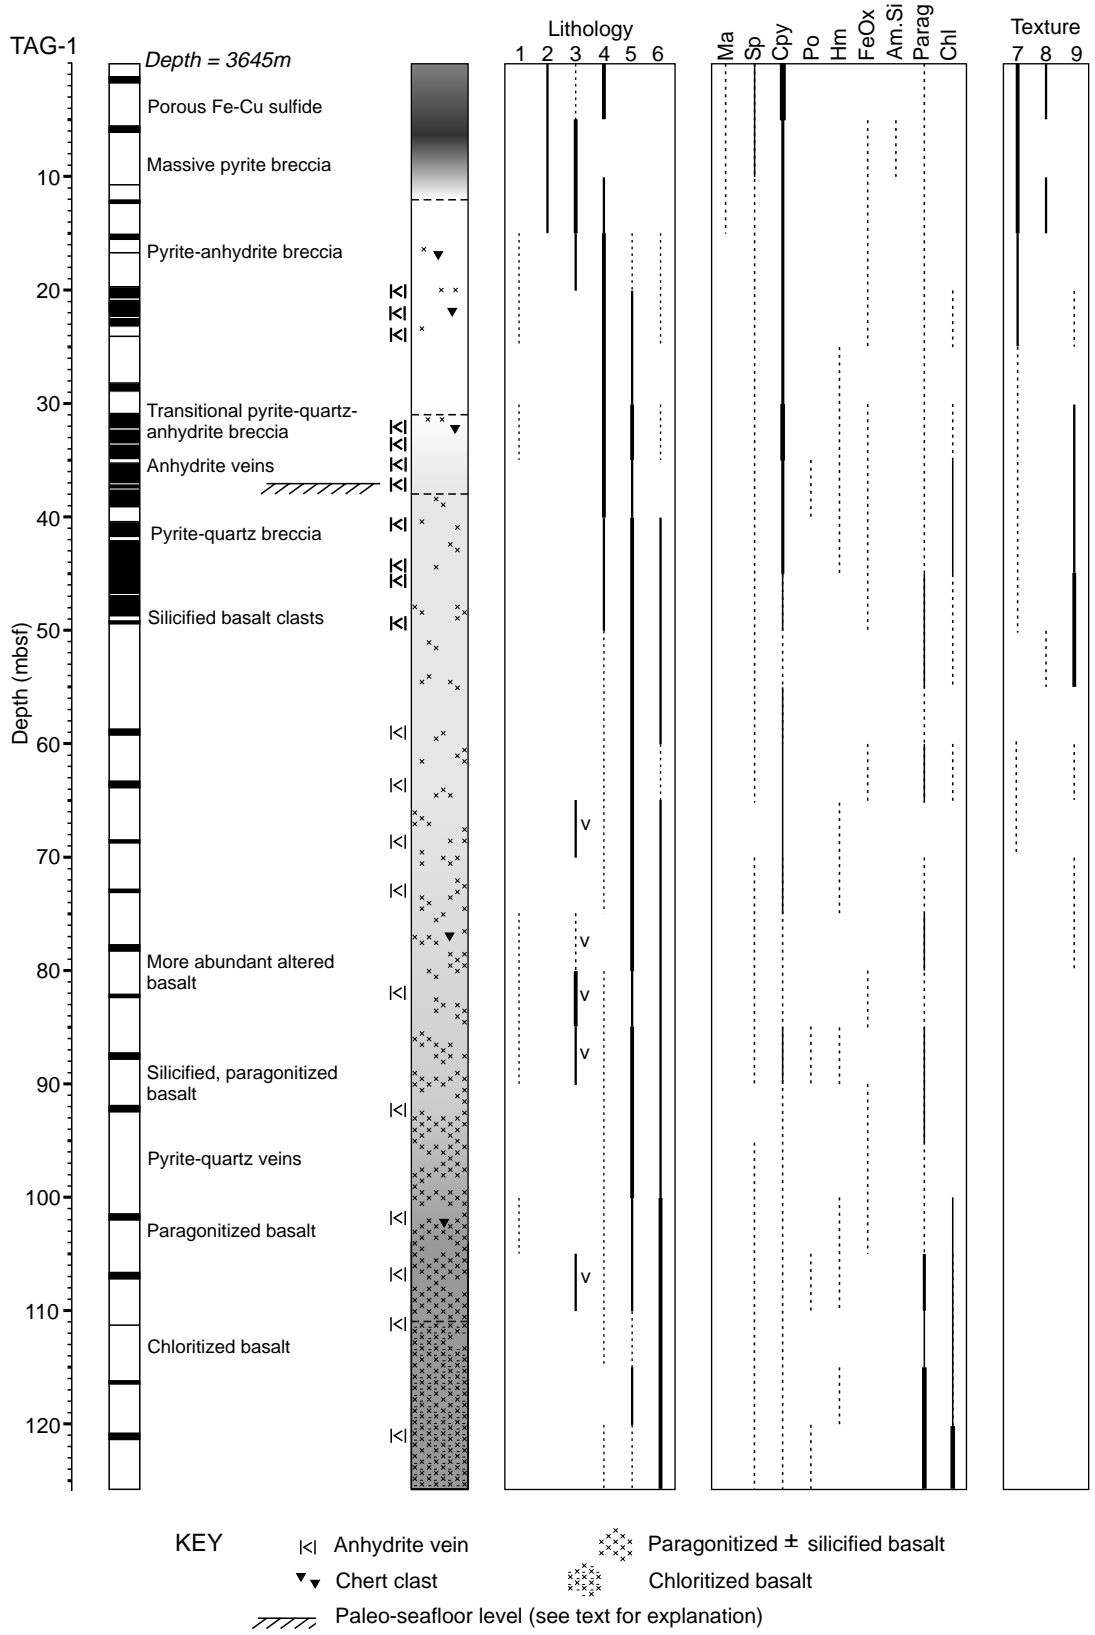 TAG-1
Depth = 3645m
Lithology
1 2 3 4 5 6
Ma Sp Cpy Po Hm FeOx Am.Si Parag Chl
Texture
7 8 9
Depth (mbsf)
Porous Fe-Cu sulfide
Massive pyrite breccia
10
Pyrite-anhydrite breccia
20
30
Transitional pyrite-quartz-
anhydrite breccia
Anhydrite veins
40
Pyrite-quartz breccia
Silicified basalt clasts
50
60
v
70
v
More abundant altered
basalt
80
v
v
Silicified, paragonitized
basalt
90
Pyrite-quartz veins
100
Paragonitized basalt
v
110
Chloritized basalt
120
KEY
Anhydrite vein
Paragonitized ± silicified basalt
Chert clast
Chloritized basalt
Paleo-seafloor level (see text for explanation)